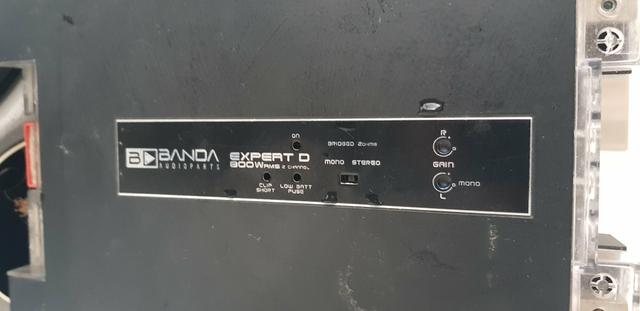 BANDA
AUDIOPARTS
EXPERT D
800WRMS 2 CHANNEL
ON
CLIP
SHORT
LOW BATT
FUSE
BRIDGED 2OHMS
MONO STEREO
R
GAIN
mono
L